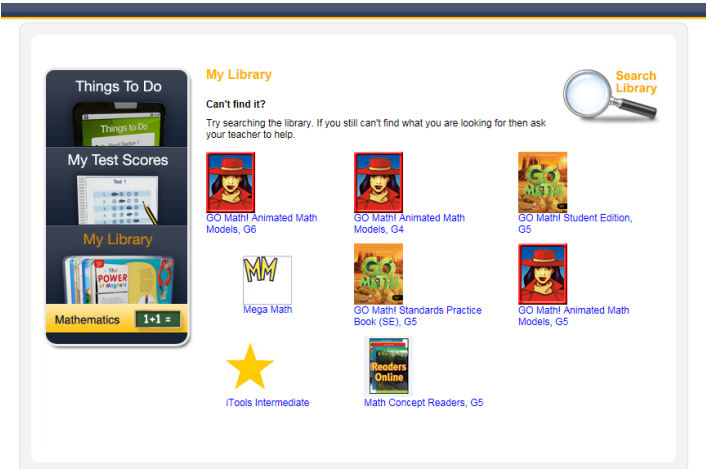 Things To Do
Things to Do
My Test Scores
Test 1
My Library
The
POWER
of Magnets
Mathematics
1+1 =
My Library
Search
Library
Can't find it?
Try searching the library. If you still can't find what you are looking for then ask
your teacher to help.
GO Math! Animated Math
Models, G6
GO Math! Animated Math
Models, G4
GO
MATH!
GO Math! Student Edition,
G5
MM
Mega Math
GO
MATH
GO Math! Standards Practice
Book (SE), G5
GO Math! Animated Math
Models, G5
iTools Intermediate
Readers
Online
Math Concept Readers, G5